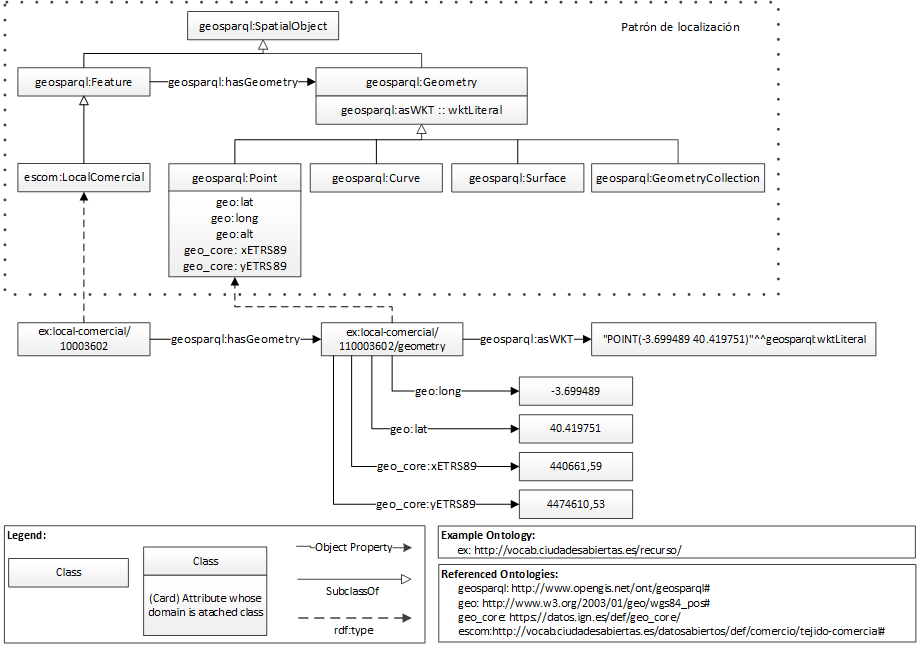 geosparql:SpatialObject
Patrón de localización
geosparql:Feature
geosparql:hasGeometry
geosparql:Geometry
geosparql:asWKT :: wktLiteral
escom:LocalComercial
geosparql:Point
geo:lat
geo:long
geo:alt
geo_core: xETRS89
geo_core: yETRS89
geosparql:Curve
geosparql:Surface
geosparql:GeometryCollection
ex:local-comercial/
10003602
geosparql:hasGeometry
ex:local-comercial/
110003602/geometry
geosparql:asWKT
"POINT(-3.699489 40.419751)"^^geosparql:wktLiteral
geo:long
-3.699489
geo:lat
40.419751
geo_core:xETRS89
440661,59
geo_core:yETRS89
4474610,53
Legend:
Class
Class
(Card) Attribute whose
domain is atached class
Object Property
SubclassOf
rdf:type
Example Ontology:
ex: http://vocab.ciudadesabiertas.es/recurso/
Referenced Ontologies:
geosparql: http://www.opengis.net/ont/geosparql#
geo: http://www.w3.org/2003/01/geo/wgs84_pos#
geo_core: https://datos.ign.es/def/geo_core/
escom:http://vocab.ciudadesabiertas.es/datosabiertos/def/comercio/tejido-comercial#